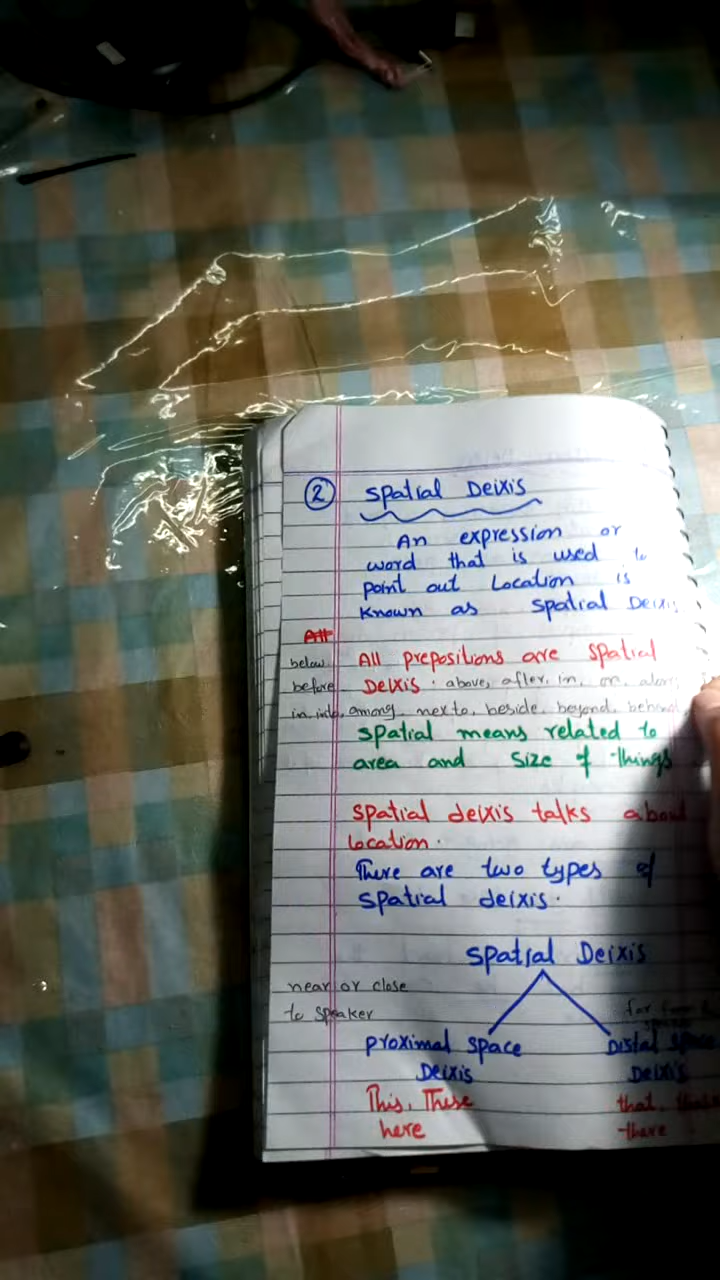 ② Spatial Deixis
An expression or
word that is used to
point out Location is
known as Spatial Deixis
below All prepositions are spatial
before Deixis. above, after, in, on, along
in, into, among, next to, beside, beyond, behind
spatial means related to
area and size of things
spatial deixis talks about
location.
There are two types of
spatial deixis.
Spatial Deixis
near or close
to speaker
proximal space Distal space
Deixis Deixis
This, These that,
here there